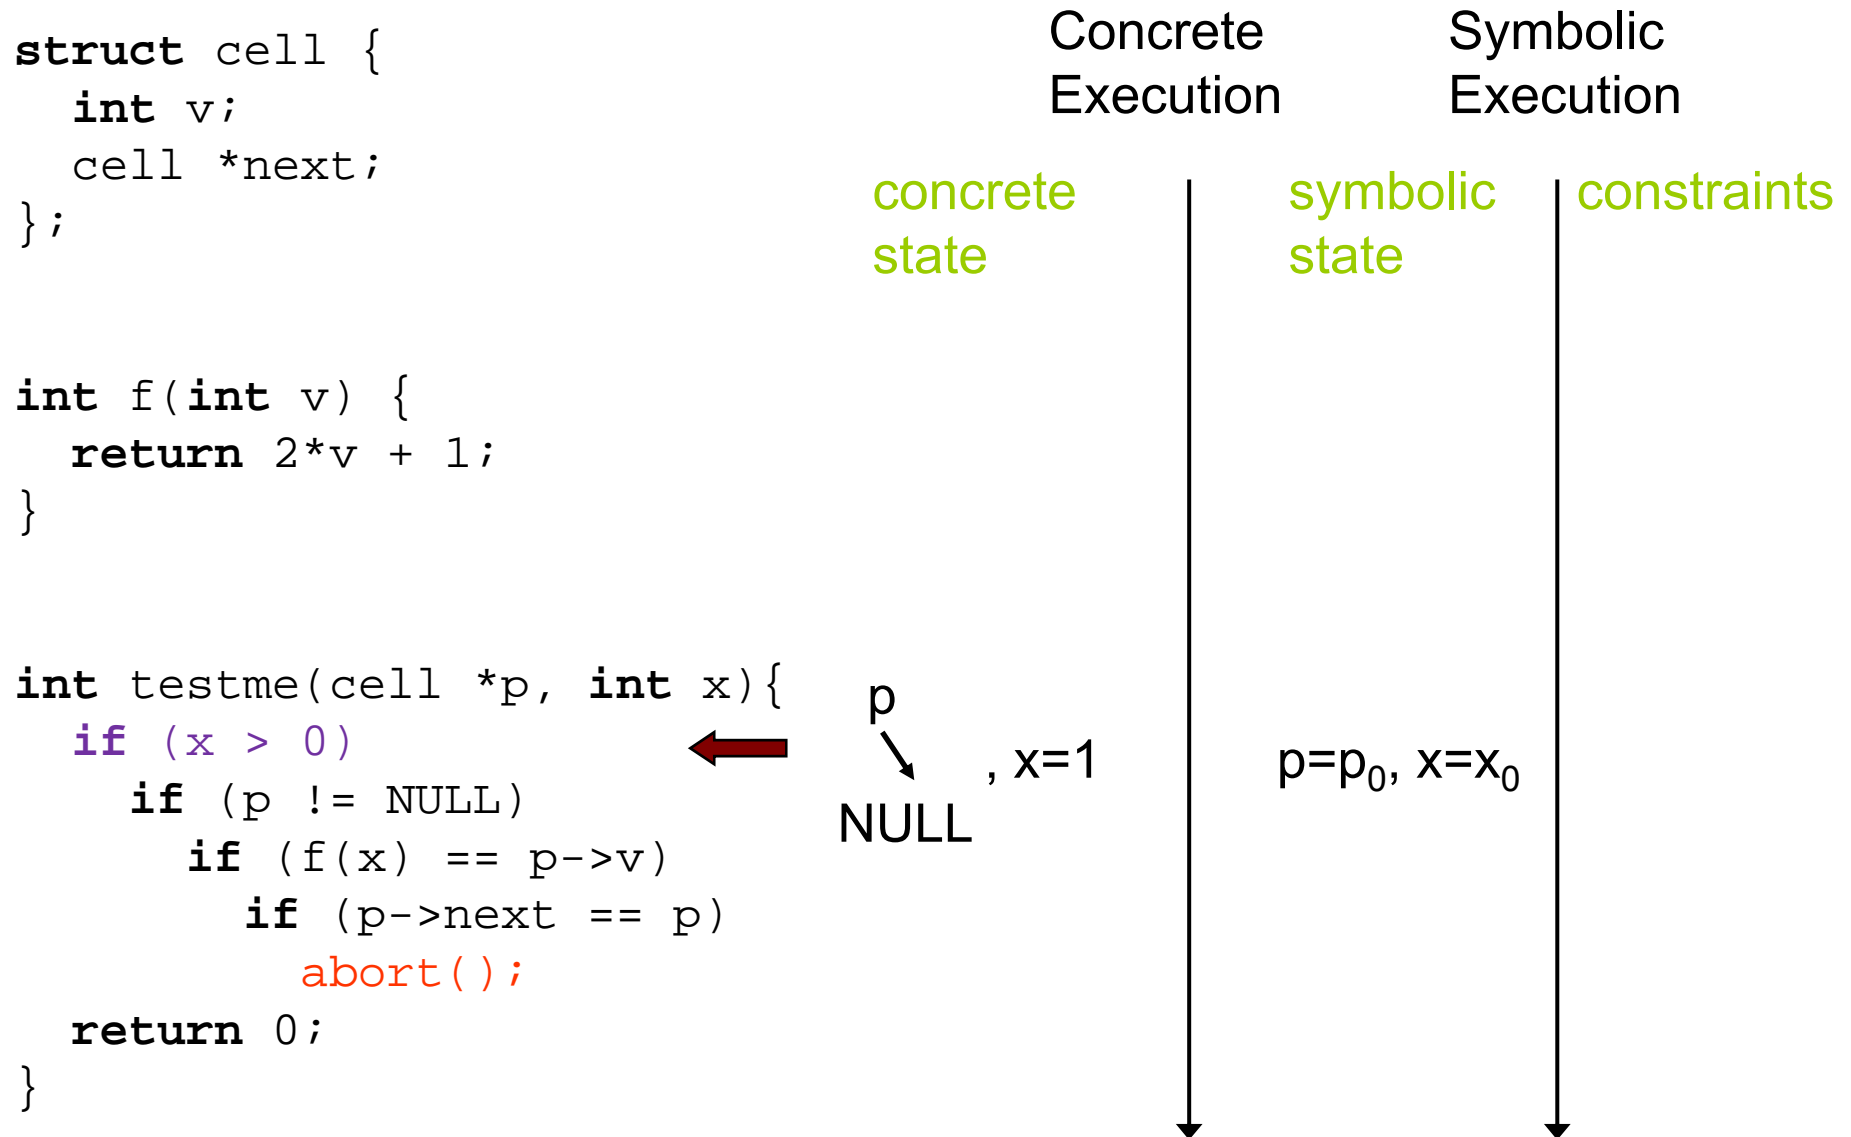 struct cell {
  int v;
  cell *next;
};
int f(int v) {
  return 2*v + 1;
}
int testme(cell *p, int x){
  if (x > 0)
    if (p != NULL)
      if (f(x) == p->v)
        if (p->next == p)
          abort();
  return 0;
}
Concrete
Execution
Symbolic
Execution
concrete
state
symbolic
state
constraints
p
NULL
, x=1
p=p₀, x=x₀